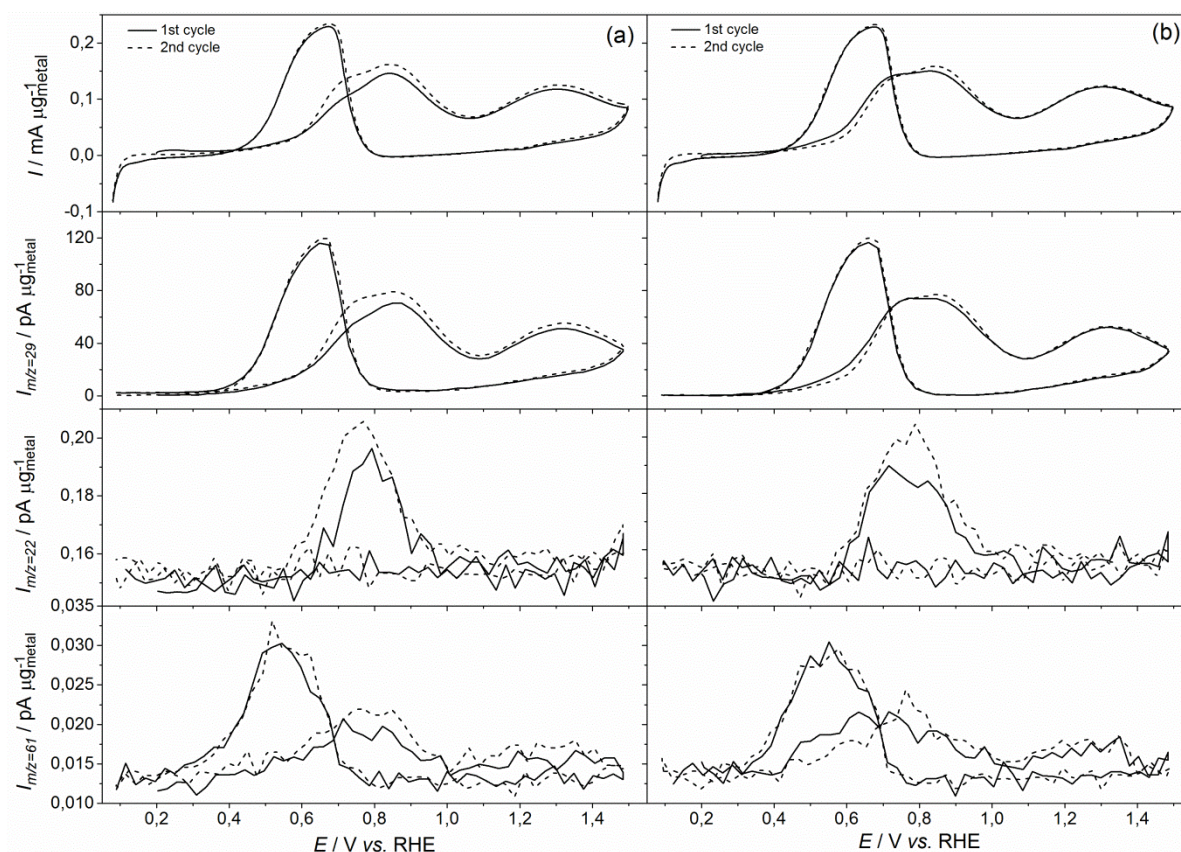 1st cycle
2nd cycle
(a)
1st cycle
2nd cycle
(b)
I / mA µg⁻¹metal
0,2
0,1
0,0
-0,1
I m/z=29 / pA µg⁻¹metal
120
80
40
0
I m/z=22 / pA µg⁻¹metal
0,20
0,18
0,16
I m/z=61 / pA µg⁻¹metal
0,035
0,030
0,025
0,020
0,015
0,010
0,2 0,4 0,6 0,8 1,0 1,2 1,4
0,2 0,4 0,6 0,8 1,0 1,2 1,4
E / V vs. RHE
E / V vs. RHE